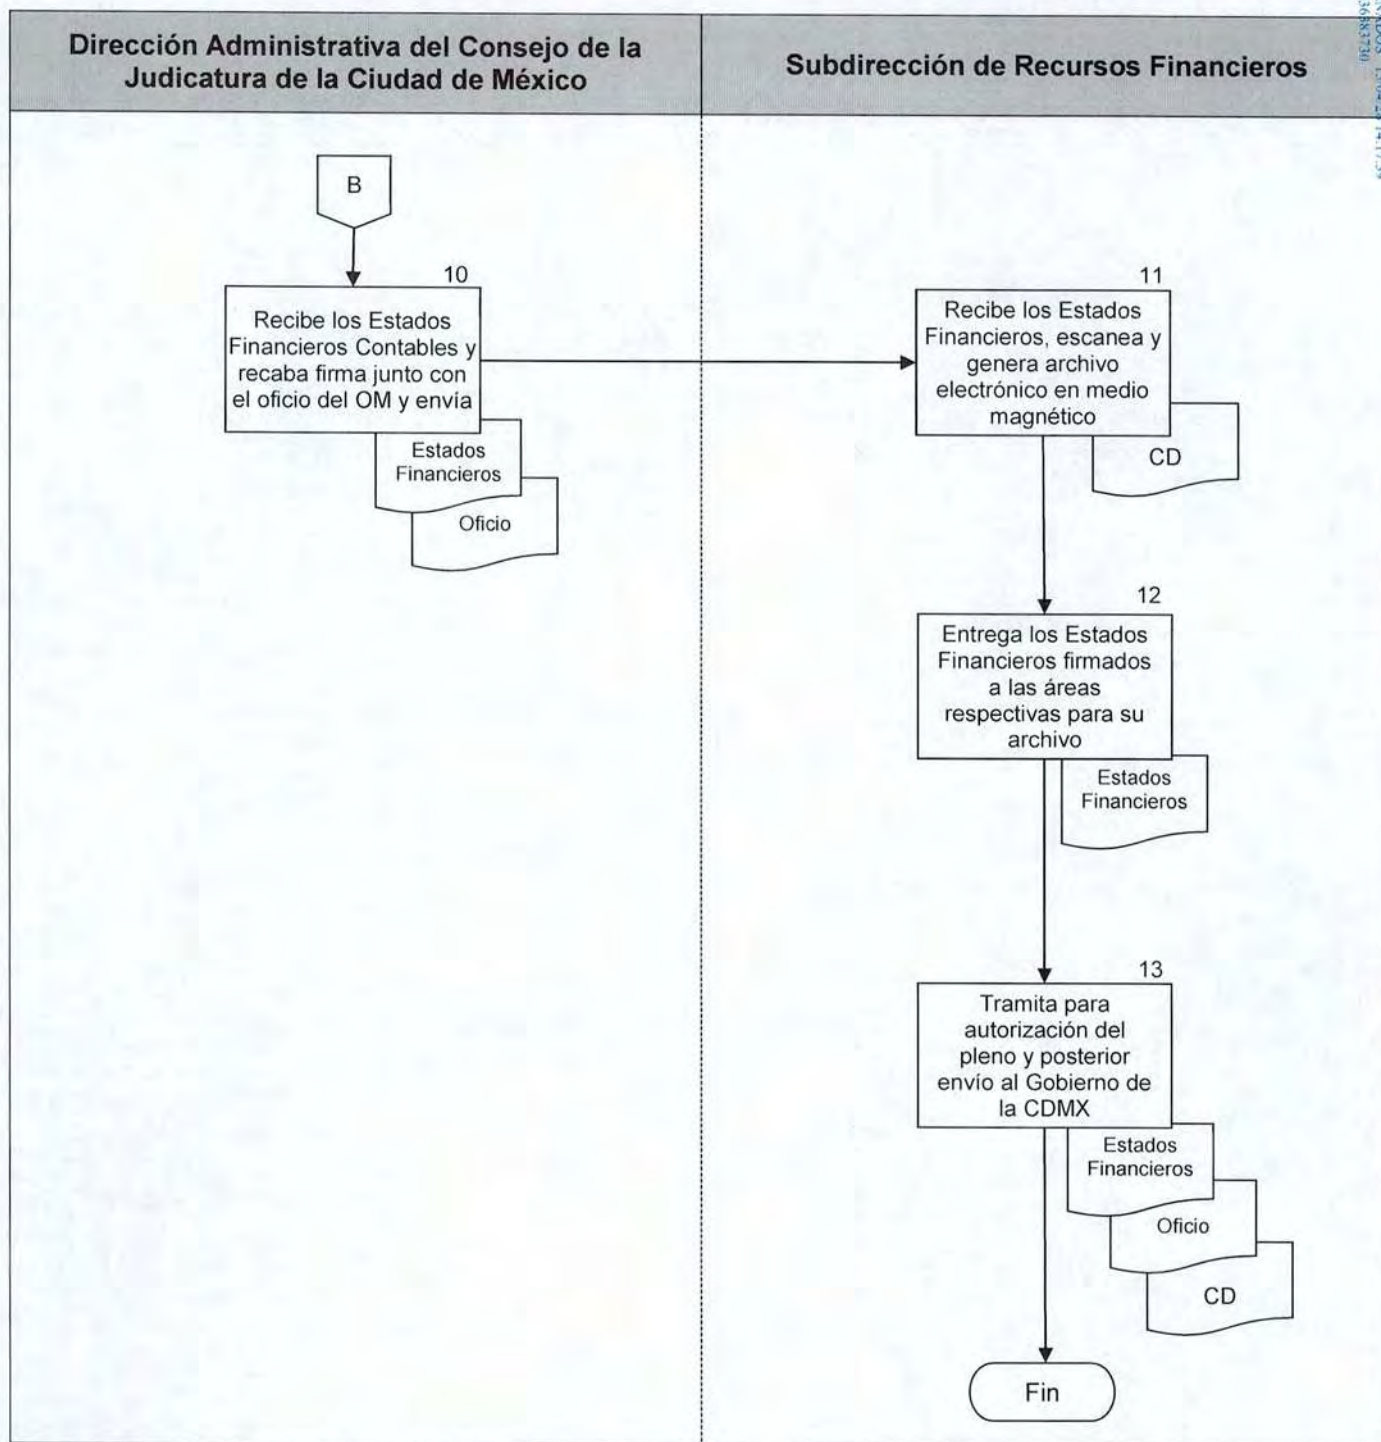 Dirección Administrativa del Consejo de la
Judicatura de la Ciudad de México
Subdirección de Recursos Financieros
B
10
Recibe los Estados
Financieros Contables y
recaba firma junto con
el oficio del OM y envía
Estados
Financieros
Oficio
11
Recibe los Estados
Financieros, escanea y
genera archivo
electrónico en medio
magnético
CD
12
Entrega los Estados
Financieros firmados
a las áreas
respectivas para su
archivo
Estados
Financieros
13
Tramita para
autorización del
pleno y posterior
envío al Gobierno de
la CDMX
Estados
Financieros
Oficio
CD
Fin